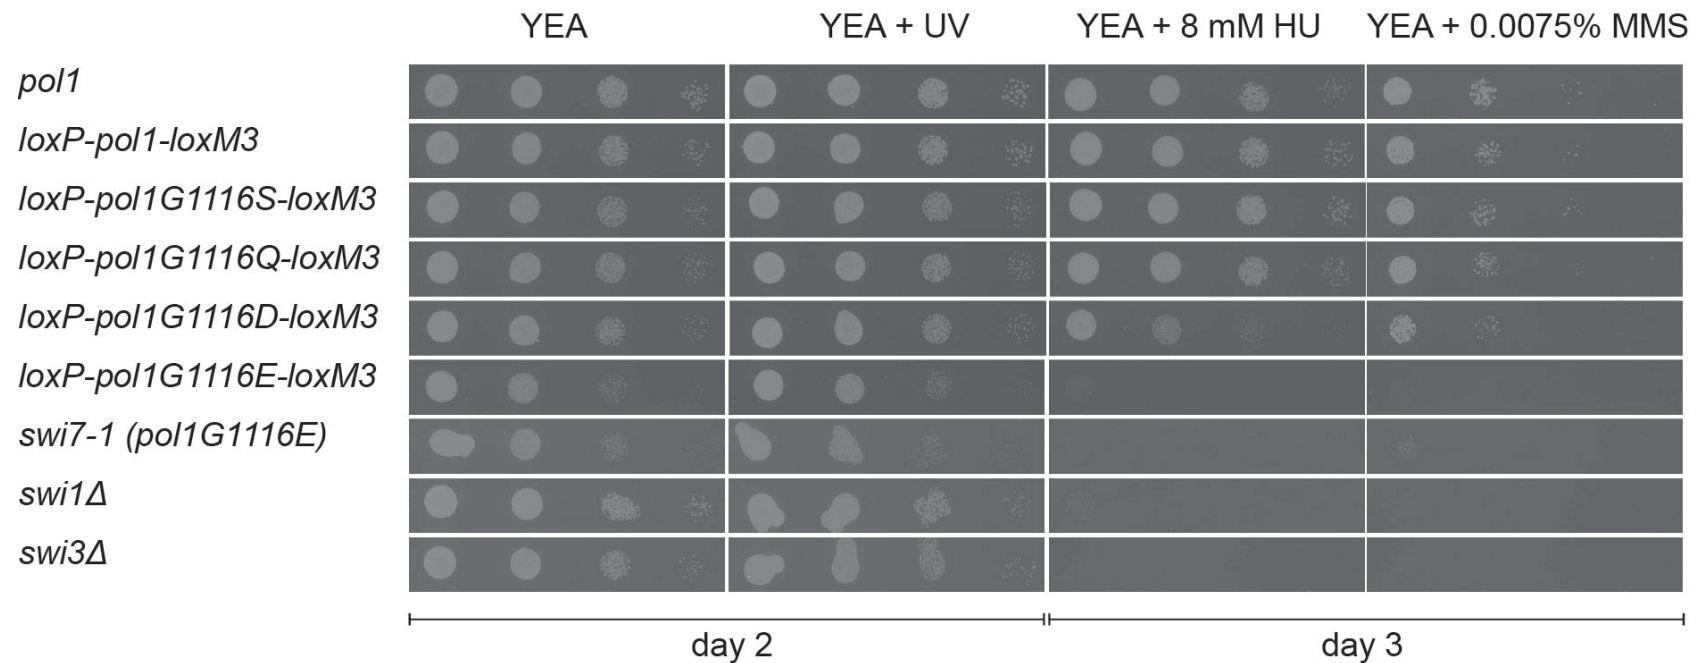 YEA YEA + UV YEA + 8 mM HU YEA + 0.0075% MMS
pol1
loxP-pol1-loxM3
loxP-pol1G1116S-loxM3
loxP-pol1G1116Q-loxM3
loxP-pol1G1116D-loxM3
loxP-pol1G1116E-loxM3
swi7-1 (pol1G1116E)
swi1Δ
swi3Δ
day 2 day 3